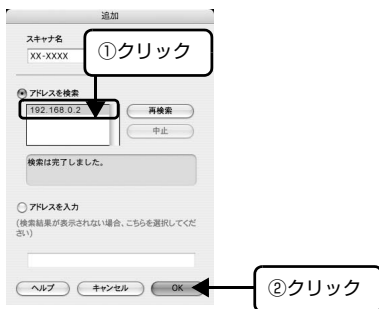 追加
スキャナ名
XX-XXXX
①クリック
アドレスを検索
192.168.0.2
再検索
中止
検索は完了しました。
アドレスを入力
(検索結果が表示されない場合、こちらを選択してくだ
さい)
ヘルプ
キャンセル
OK
②クリック